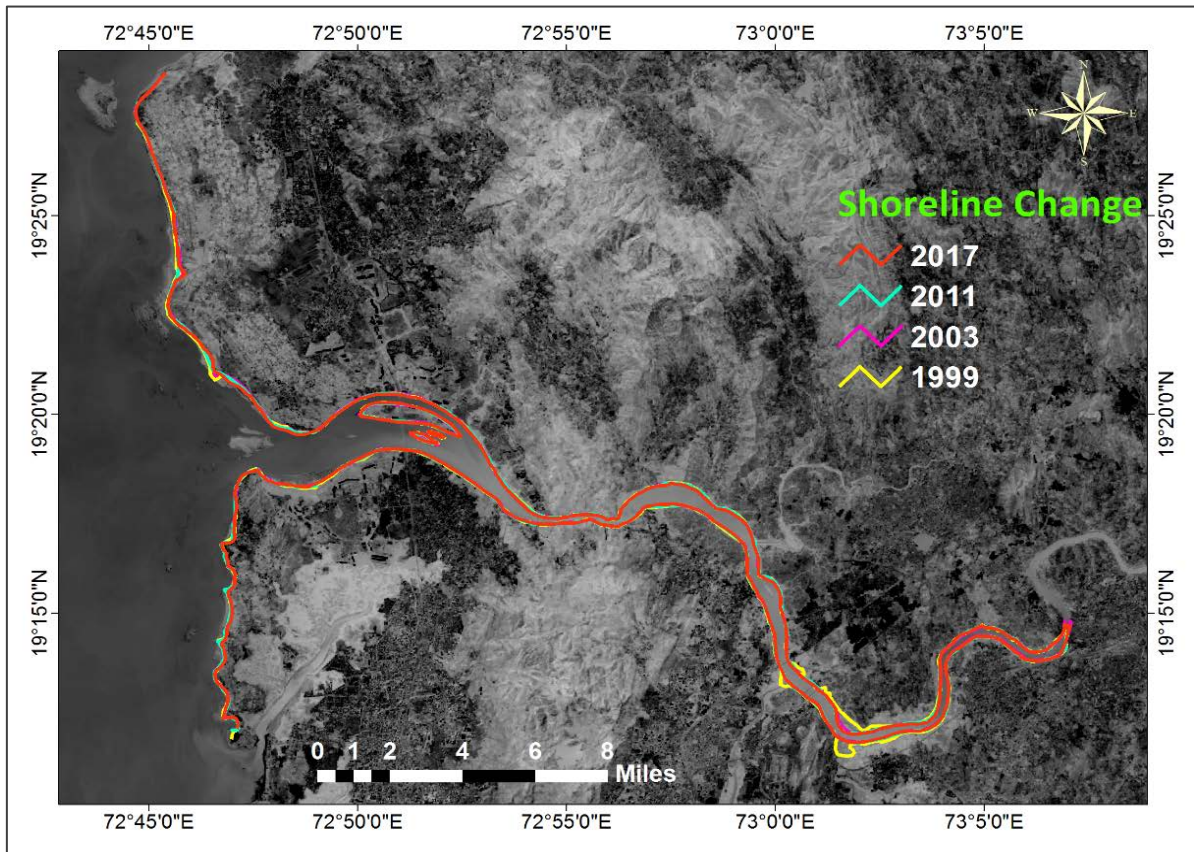 72°45'0"E 72°50'0"E 72°55'0"E 73°0'0"E 73°5'0"E
N
W E
S
19°25'0"N 19°25'0"N
Shoreline Change
2017
2011
2003
1999
19°20'0"N 19°20'0"N
19°15'0"N 19°15'0"N
0 1 2 4 6 8
Miles
72°45'0"E 72°50'0"E 72°55'0"E 73°0'0"E 73°5'0"E